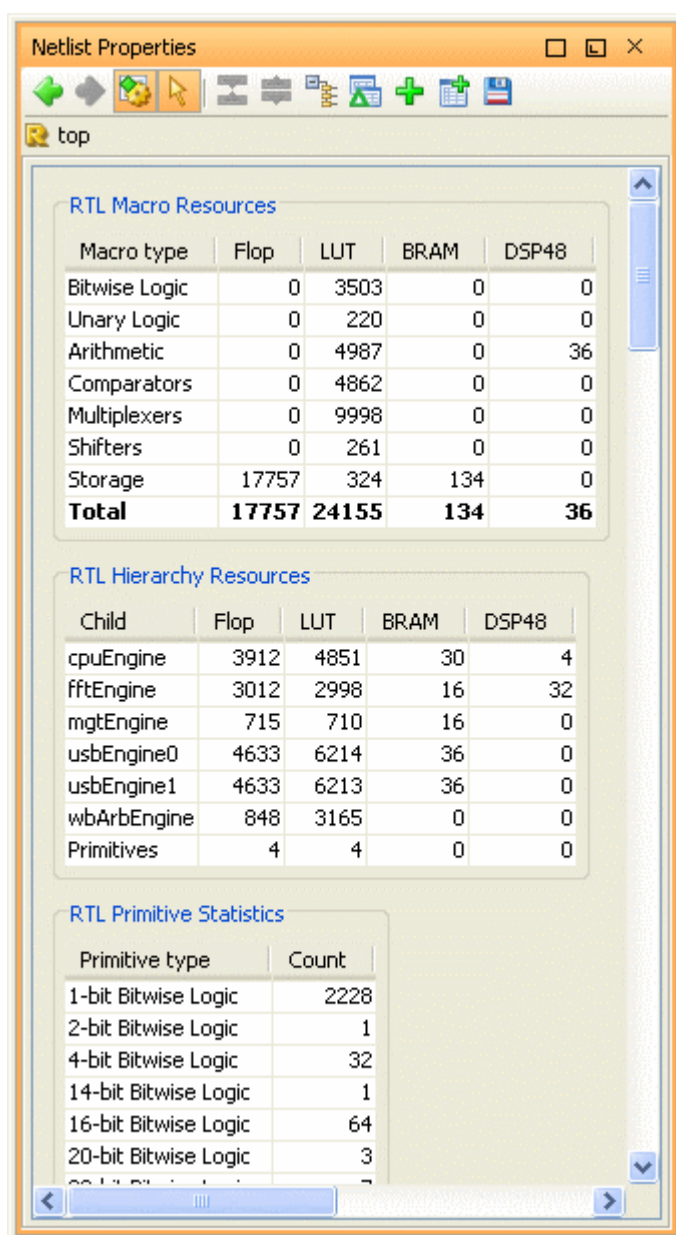 Netlist Properties
top
RTL Macro Resources
Macro type Flop LUT BRAM DSP48
Bitwise Logic 0 3503 0 0
Unary Logic 0 220 0 0
Arithmetic 0 4987 0 36
Comparators 0 4862 0 0
Multiplexers 0 9998 0 0
Shifters 0 261 0 0
Storage 17757 324 134 0
Total 17757 24155 134 36
RTL Hierarchy Resources
Child Flop LUT BRAM DSP48
cpuEngine 3912 4851 30 4
fftEngine 3012 2998 16 32
mgtEngine 715 710 16 0
usbEngine0 4633 6214 36 0
usbEngine1 4633 6213 36 0
wbArbEngine 848 3165 0 0
Primitives 4 4 0 0
RTL Primitive Statistics
Primitive type Count
1-bit Bitwise Logic 2228
2-bit Bitwise Logic 1
4-bit Bitwise Logic 32
14-bit Bitwise Logic 1
16-bit Bitwise Logic 64
20-bit Bitwise Logic 3